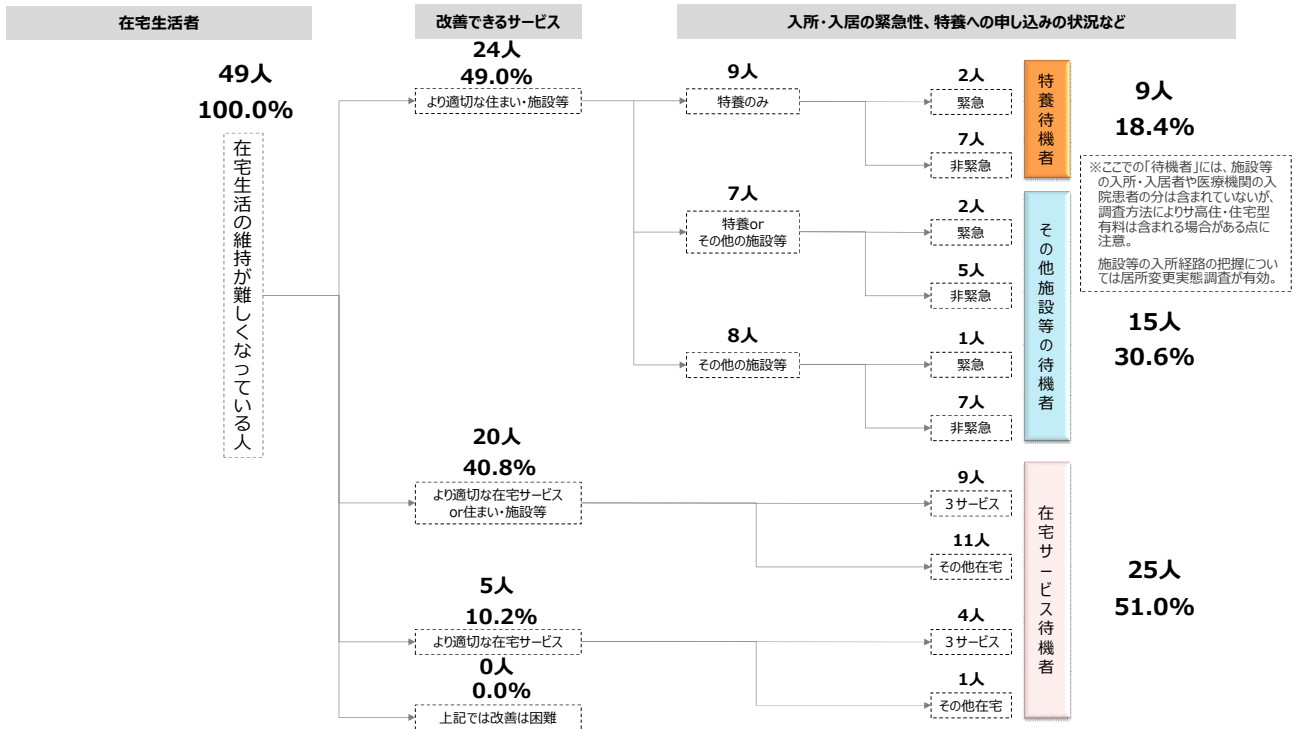 在宅生活者
改善できるサービス
入所・入居の緊急性、特養への申し込みの状況など
49人
100.0%
在宅生活の維持が難しくなっている人
24人
49.0%
より適切な住まい・施設等
9人
特養のみ
2人
緊急
7人
非緊急
7人
特養or
その他の施設等
2人
緊急
5人
非緊急
8人
その他の施設等
1人
緊急
7人
非緊急
20人
40.8%
より適切な在宅サービス
or住まい・施設等
9人
3サービス
11人
その他在宅
5人
10.2%
より適切な在宅サービス
4人
3サービス
1人
その他在宅
0人
0.0%
上記では改善は困難
特養待機者
9人
18.4%
※ここでの「待機者」には、施設等
の入所・入居者や医療機関の入
院患者の分は含まれていないが、
調査方法によりサ高住・住宅型
有料は含まれる場合がある点に
注意。
施設等の入所経路の把握につい
ては居所変更実態調査が有効。
その他施設等の待機者
15人
30.6%
在宅サービス待機者
25人
51.0%